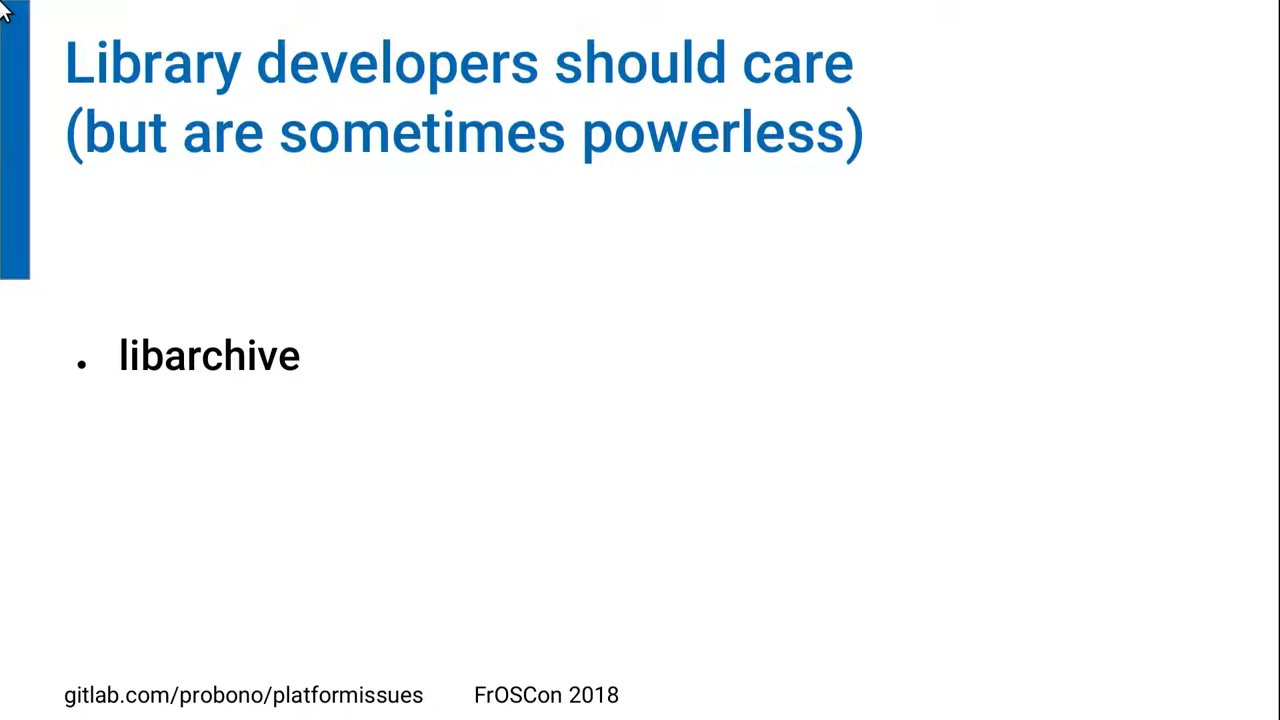 Library developers should care
(but are sometimes powerless)
• libarchive
gitlab.com/probono/platformissues FrOSCon 2018